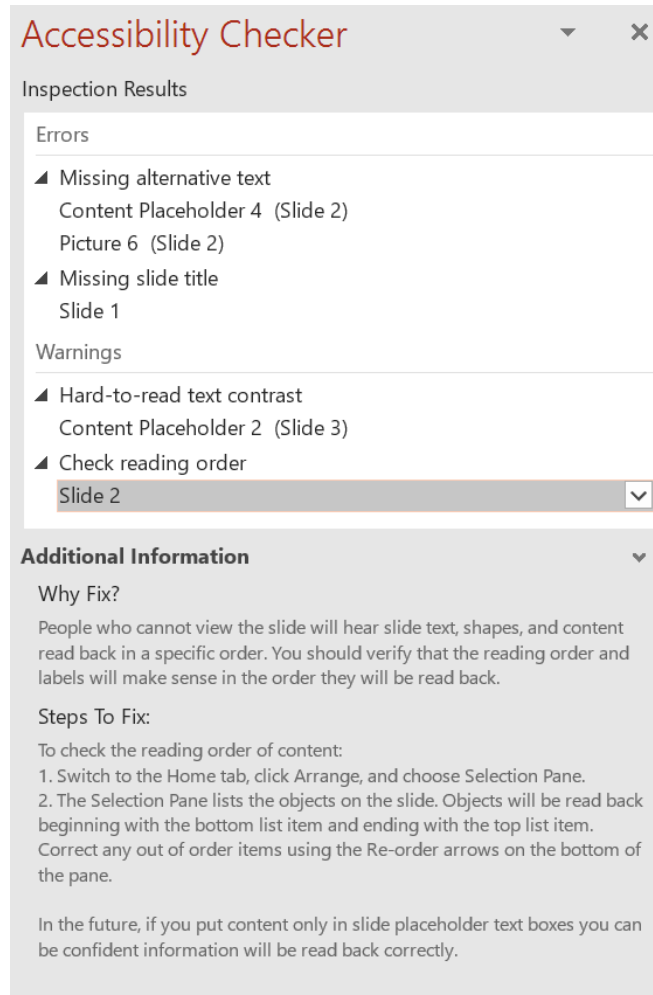 Accessibility Checker
Inspection Results
Errors
Missing alternative text
Content Placeholder 4 (Slide 2)
Picture 6 (Slide 2)
Missing slide title
Slide 1
Warnings
Hard-to-read text contrast
Content Placeholder 2 (Slide 3)
Check reading order
Slide 2
Additional Information
Why Fix?
People who cannot view the slide will hear slide text, shapes, and content
read back in a specific order. You should verify that the reading order and
labels will make sense in the order they will be read back.
Steps To Fix:
To check the reading order of content:
1. Switch to the Home tab, click Arrange, and choose Selection Pane.
2. The Selection Pane lists the objects on the slide. Objects will be read back
beginning with the bottom list item and ending with the top list item.
Correct any out of order items using the Re-order arrows on the bottom of
the pane.
In the future, if you put content only in slide placeholder text boxes you can
be confident information will be read back correctly.